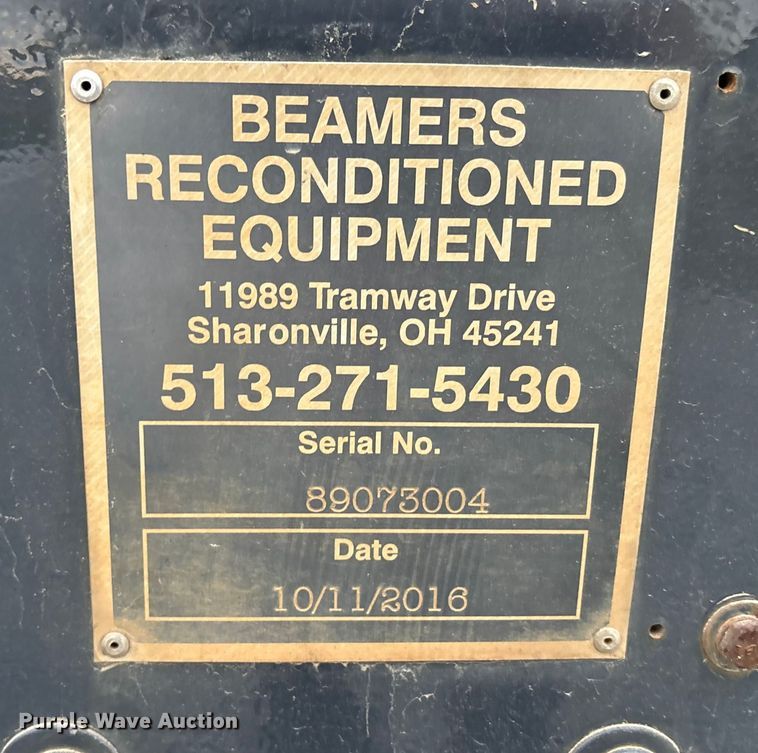 BEAMERS
RECONDITIONED
EQUIPMENT
11989 Tramway Drive
Sharonville, OH 45241
513-271-5430
Serial No.
89073004
Date
10/11/2016
Purple Wave Auction